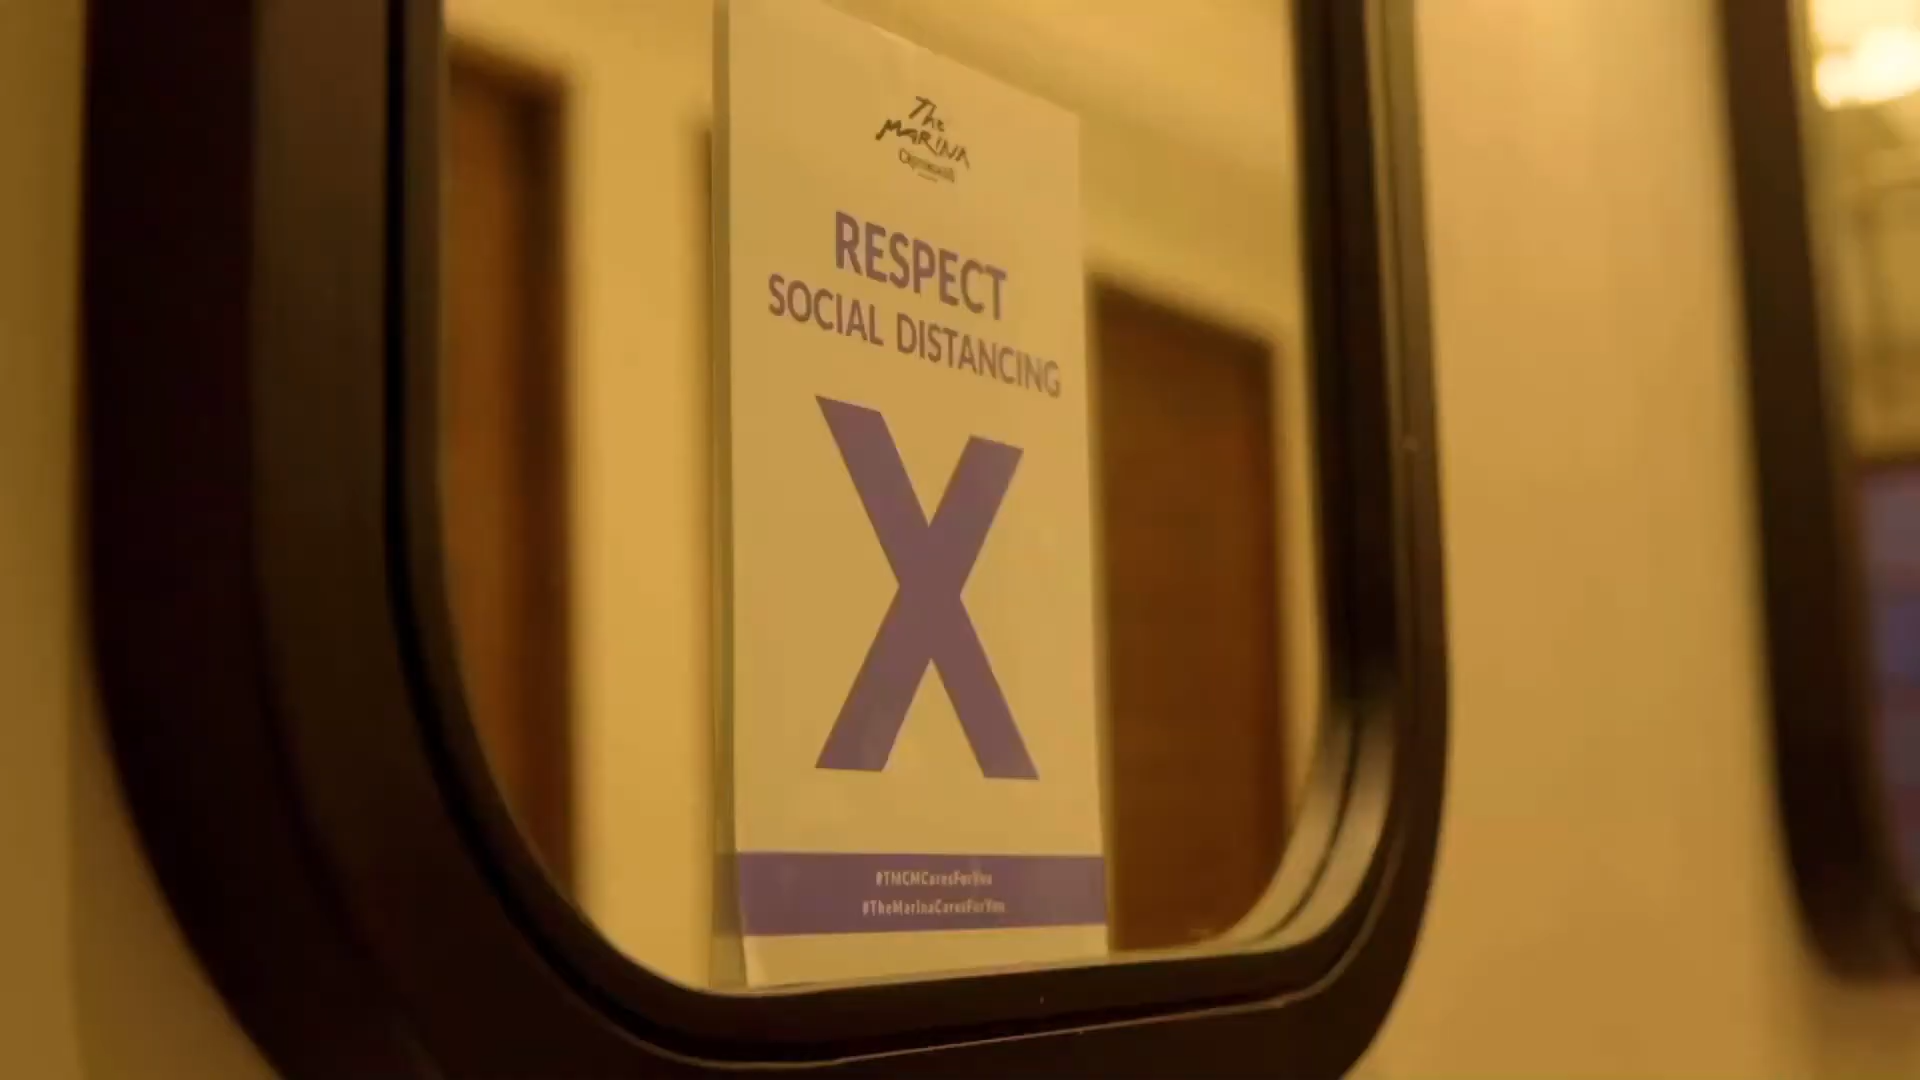 The
MARINA
RESPECT
SOCIAL DISTANCING
X
#TMCMCaresForYou
#TheMarinaCaresForYou